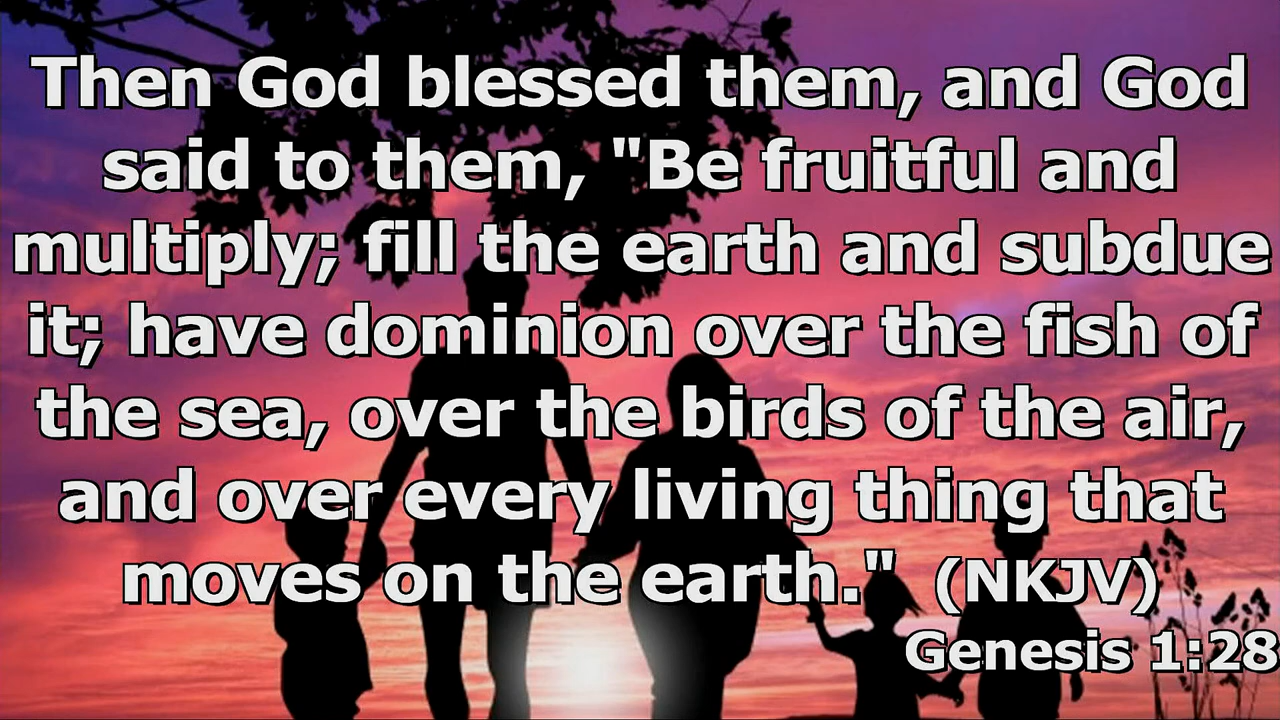 Then God blessed them, and God
said to them, "Be fruitful and
multiply; fill the earth and subdue
it; have dominion over the fish of
the sea, over the birds of the air,
and over every living thing that
moves on the earth." (NKJV)
Genesis 1:28